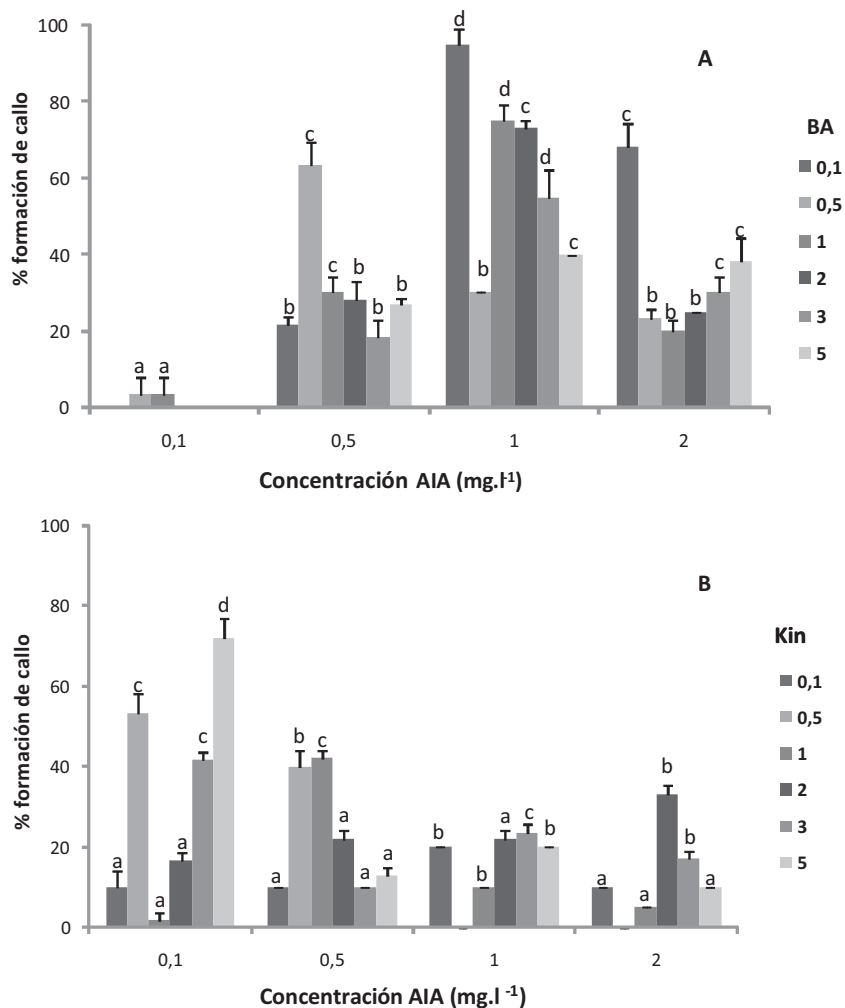 100
80
60
40
20
0
% formación de callo
a a
b c c b b b
d b d c d c
c b b b c c
A
BA
0,1
0,5
1
2
3
5
0,1 0,5 1 2
Concentración AIA (mg.l-1)
100
80
60
40
20
0
% formación de callo
a c a a c d
a b c a a a
b b a c b
a a b b a
B
Kin
0,1
0,5
1
2
3
5
0,1 0,5 1 2
Concentración AIA (mg.l -1)